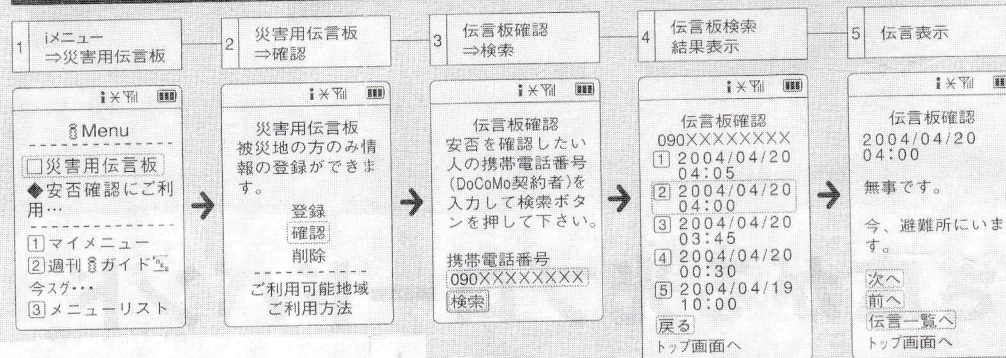 1
iメニュー
⇒災害用伝言板
2
災害用伝言板
⇒確認
3
伝言板確認
⇒検索
4
伝言板検索
結果表示
5
伝言表示
Menu
□災害用伝言板
◆安否確認にご利
用…
1マイメニュー
2週刊 ガイド
今スグ・・・
3メニューリスト
災害用伝言板
被災地の方のみ情
報の登録ができま
す。
登録
確認
削除
ご利用可能地域
ご利用方法
伝言板確認
安否を確認したい
人の携帯電話番号
(DoCoMo契約者)を
入力して検索ボタ
ンを押して下さい。
携帯電話番号
090XXXXXXXX
検索
伝言板確認
090XXXXXXXX
1 2004/04/20
04:05
2 2004/04/20
04:00
3 2004/04/20
03:45
4 2004/04/20
00:30
5 2004/04/19
10:00
戻る
トップ画面へ
伝言板確認
2004/04/20
04:00
無事です。
今、避難所にいま
す。
次へ
前へ
伝言一覧へ
トップ画面へ